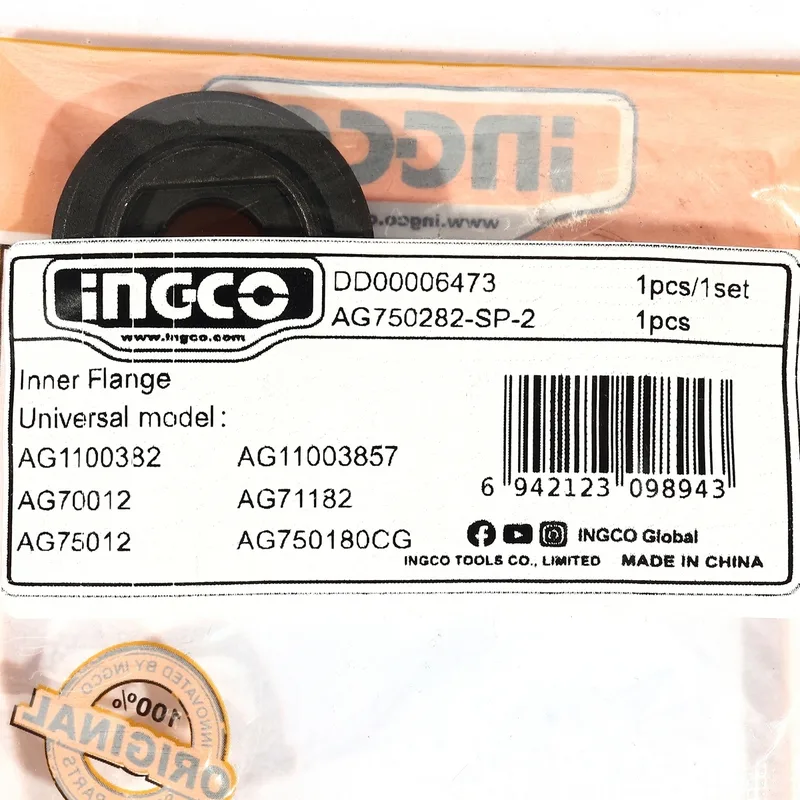 INGCO
www.ingco.com
INGCO
www.ingco.com
DD00006473 1pcs/1set
AG750282-SP-2 1pcs
Inner Flange
Universal model:
AG1100382 AG11003857
AG70012 AG71182
AG75012 AG750180CG
6 942123 098943
INGCO Global
INGCO TOOLS CO., LIMITED MADE IN CHINA
INNOVATED BY INGCO
100%
ORIGINAL
PARTS